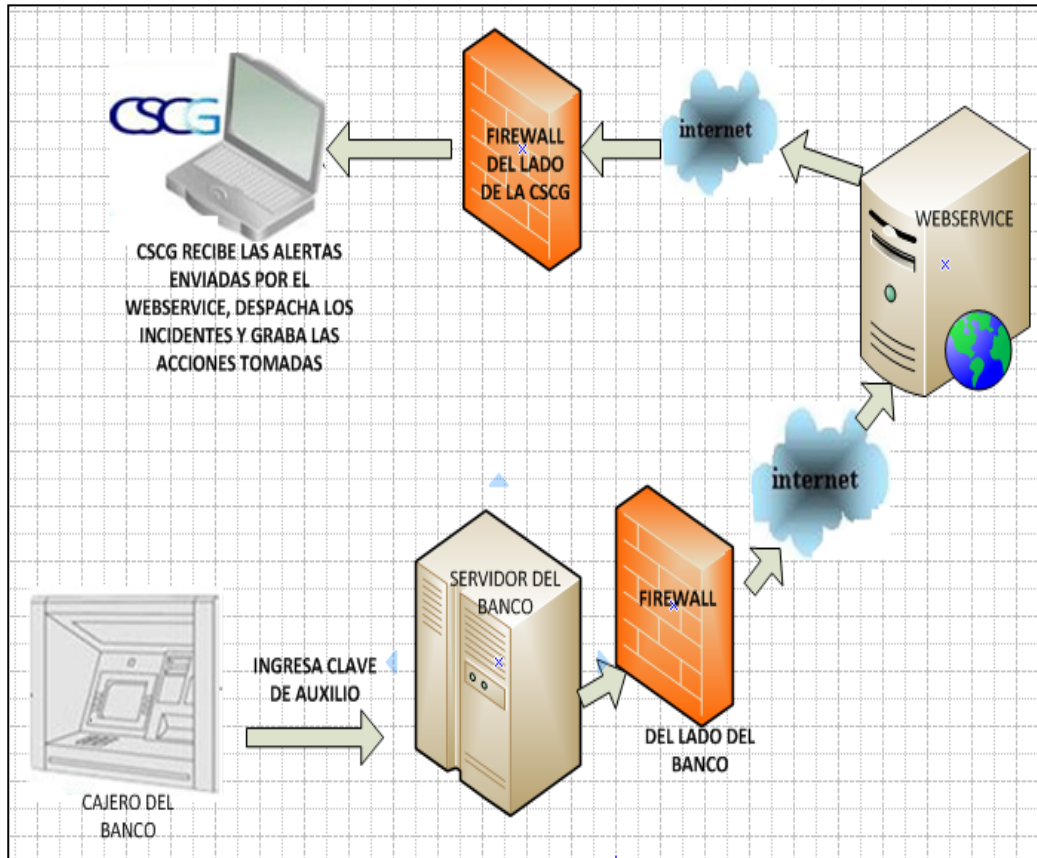 CSCG
FIREWALL
DEL LADO
DE LA CSCG
internet
WEBSERVICE
CSCG RECIBE LAS ALERTAS
ENVIADAS POR EL
WEBSERVICE, DESPACHA LOS
INCIDENTES Y GRABA LAS
ACCIONES TOMADAS
internet
SERVIDOR DEL
BANCO
FIREWALL
INGRESA CLAVE
DE AUXILIO
DEL LADO DEL
BANCO
CAJERO DEL
BANCO